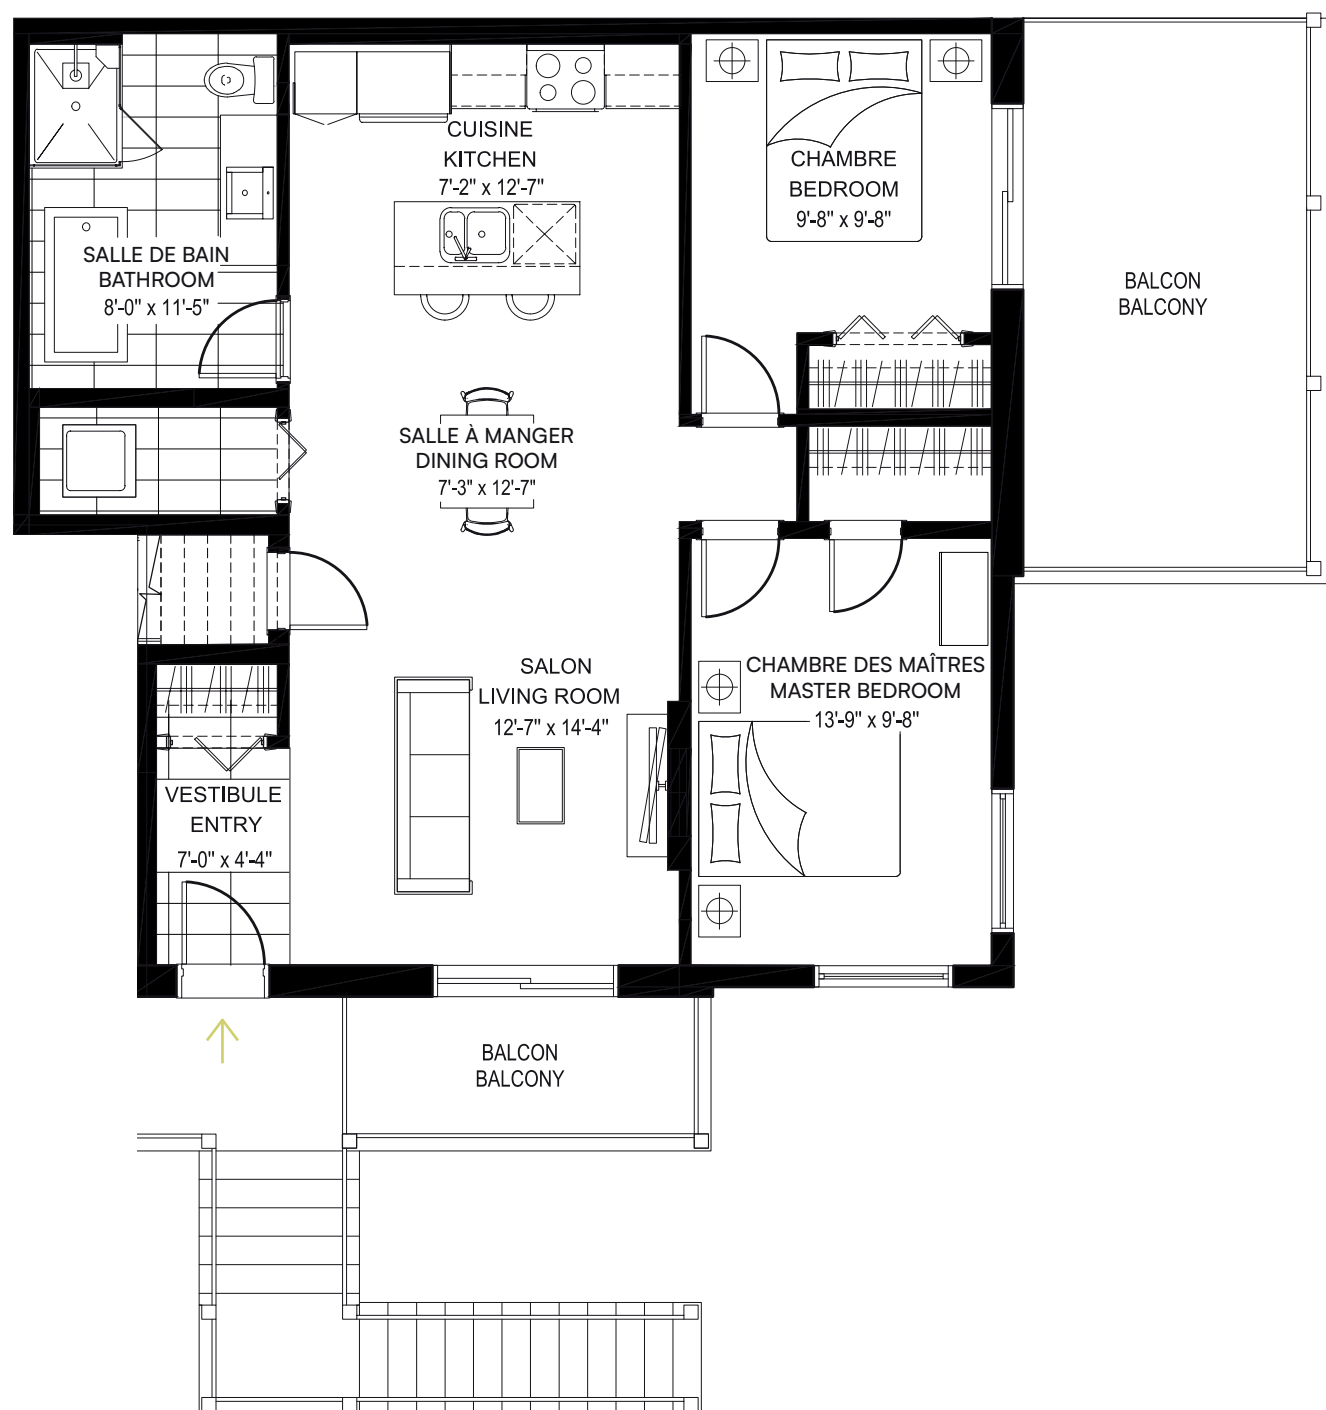 CUISINE
KITCHEN
7'-2" x 12'-7"
CHAMBRE
BEDROOM
9'-8" x 9'-8"
SALLE DE BAIN
BATHROOM
8'-0" x 11'-5"
BALCON
BALCONY
SALLE À MANGER
DINING ROOM
7'-3" x 12'-7"
SALON
LIVING ROOM
12'-7" x 14'-4"
CHAMBRE DES MAÎTRES
MASTER BEDROOM
13'-9" x 9'-8"
VESTIBULE
ENTRY
7'-0" x 4'-4"
BALCON
BALCONY